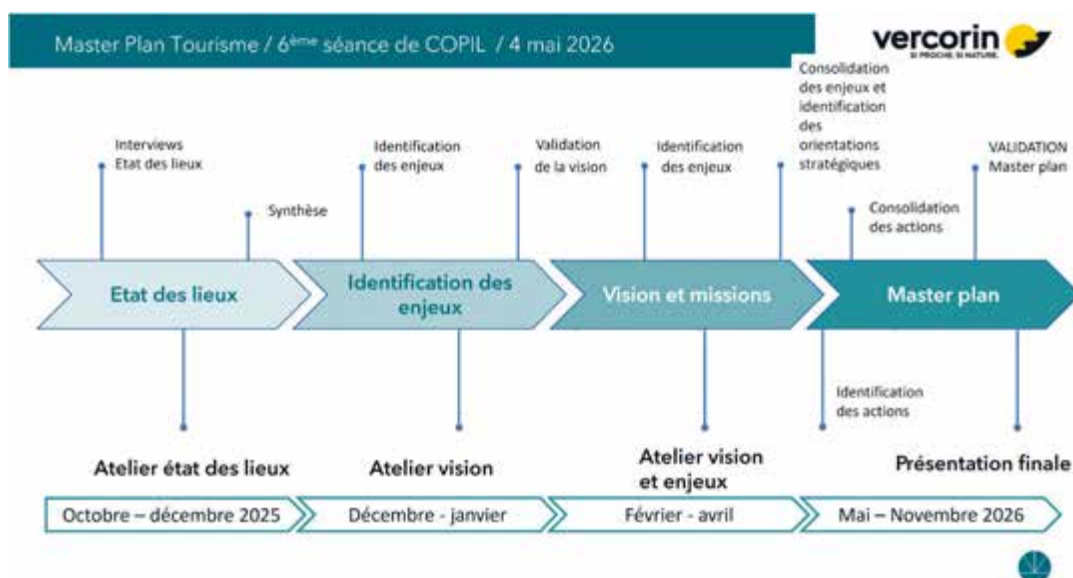 Master Plan Tourisme / 6ème séance de COPIL / 4 mai 2026
vercorin
SI PROCHE. SI NATURE.
Interviews
Etat des lieux
Synthèse
Identification
des enjeux
Validation
de la vision
Identification
des enjeux
Consolidation
des enjeux et
identification
des
orientations
stratégiques
Consolidation
des actions
VALIDATION
Master plan
Etat des lieux
Identification des
enjeux
Vision et missions
Master plan
Identification
des actions
Atelier état des lieux
Atelier vision
Atelier vision
et enjeux
Présentation finale
Octobre – décembre 2025
Décembre - janvier
Février - avril
Mai – Novembre 2026